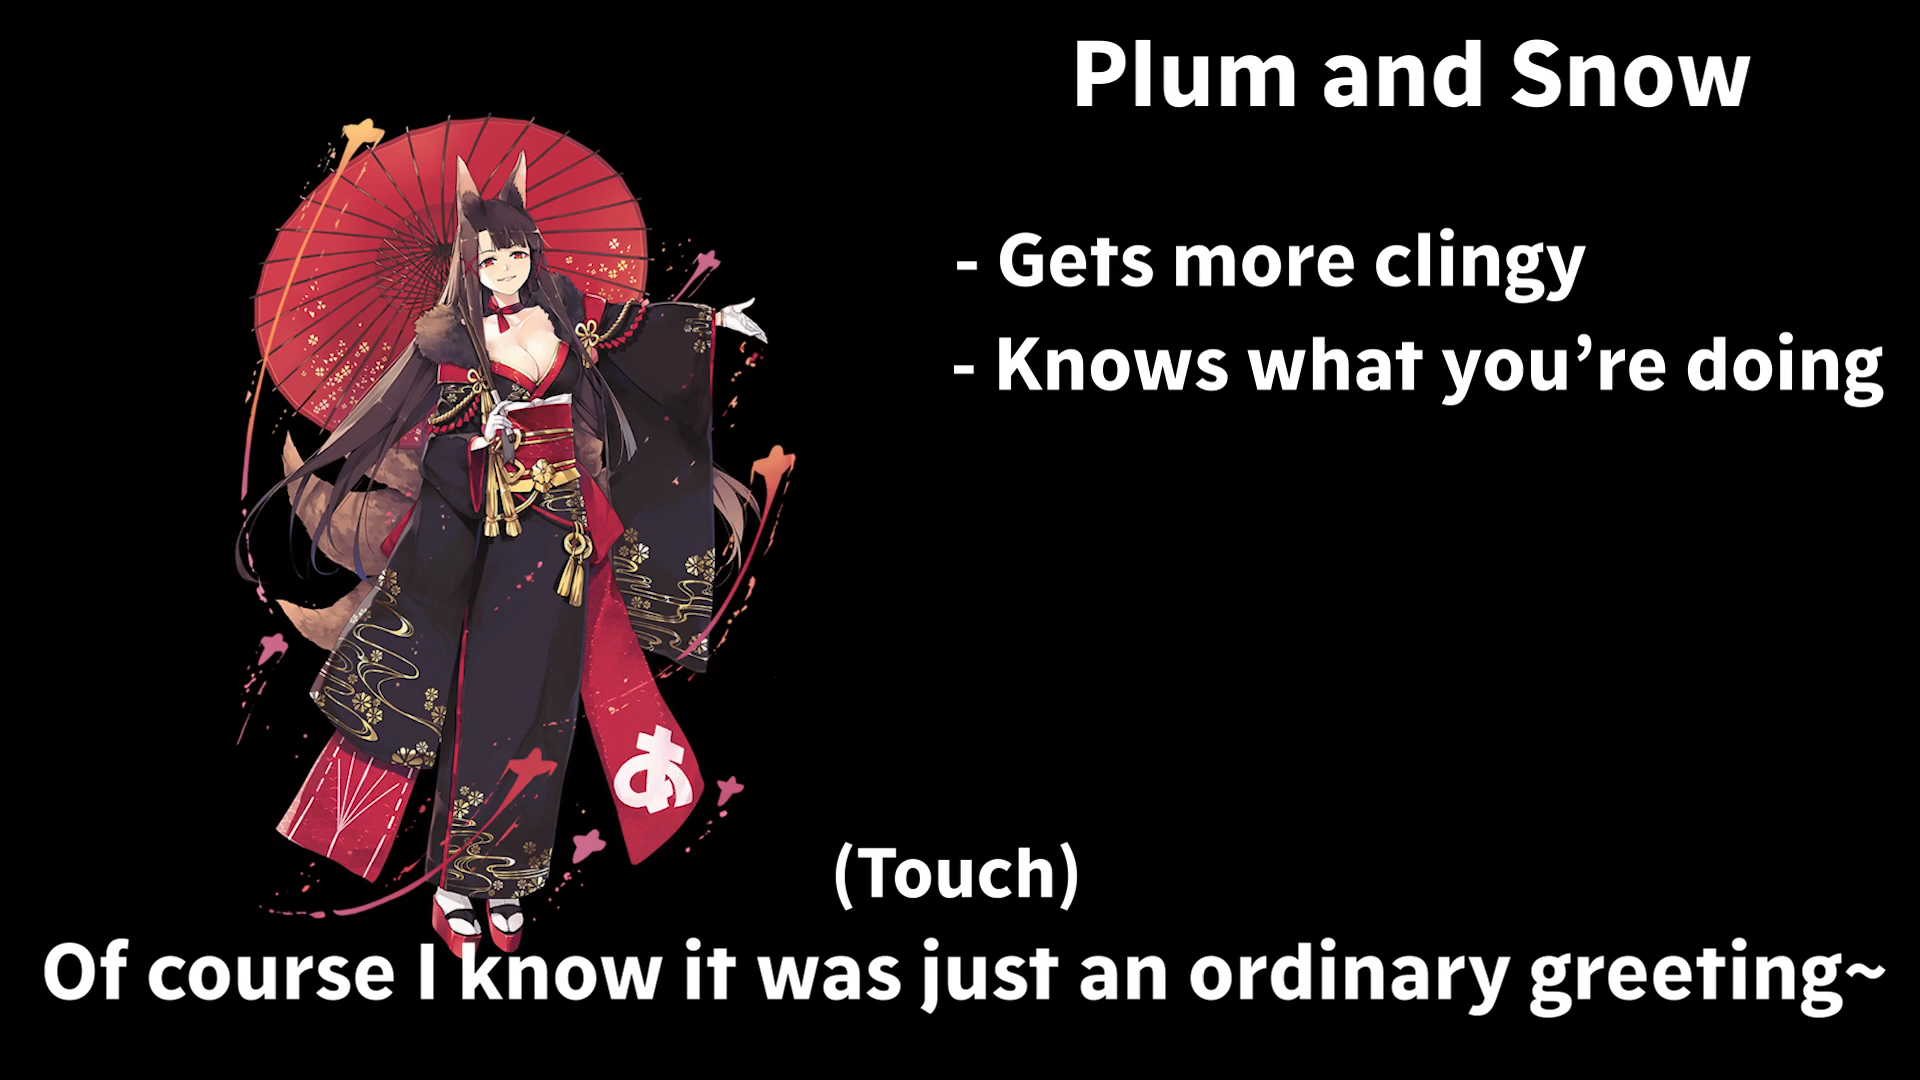 Plum and Snow
- Gets more clingy
- Knows what you’re doing
あ
(Touch)
Of course I know it was just an ordinary greeting~